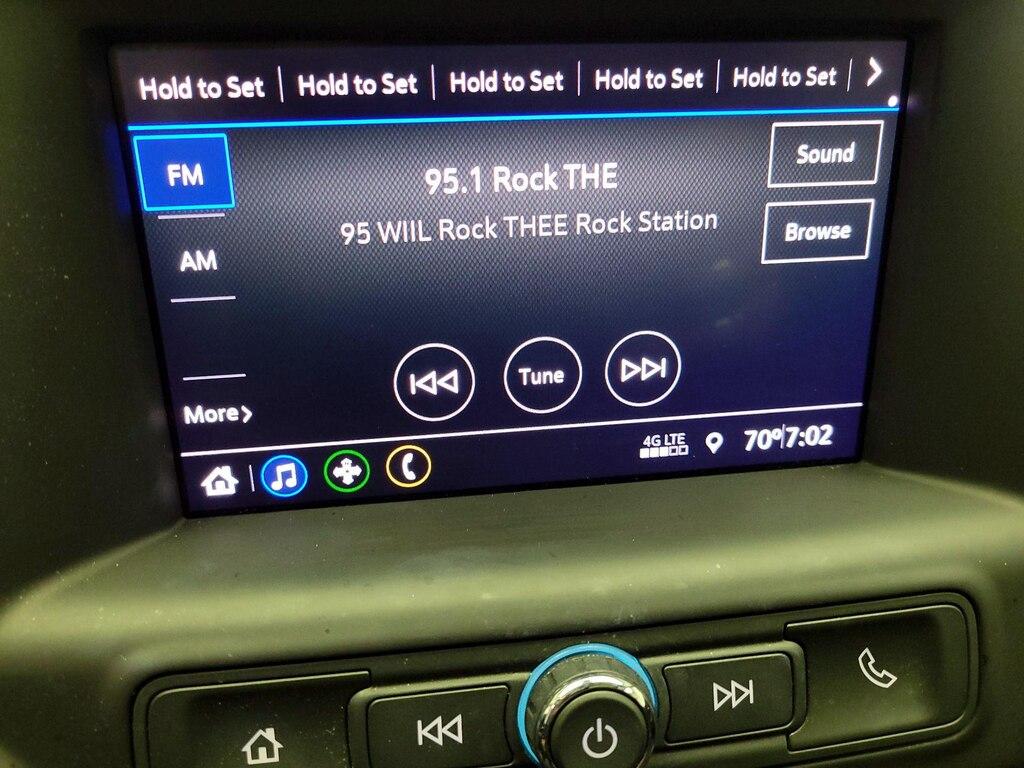 Hold to Set Hold to Set Hold to Set Hold to Set Hold to Set
FM
95.1 Rock THE
Sound
95 WIIL Rock THEE Rock Station
Browse
AM
Tune
More
4G LTE
70° 7:02